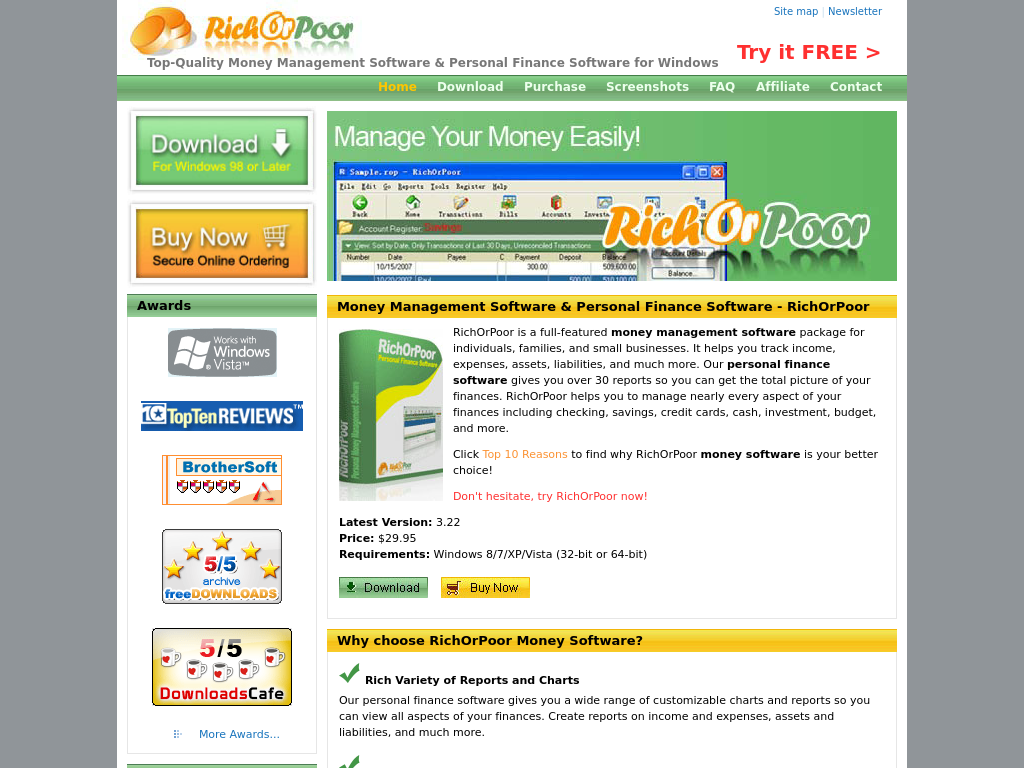 Site map | Newsletter
RichOrPoor
Try it FREE >
Top-Quality Money Management Software & Personal Finance Software for Windows
Home Download Purchase Screenshots FAQ Affiliate Contact
Download
For Windows 98 or Later
Buy Now
Secure Online Ordering
Manage Your Money Easily!
Sample.rop - RichOrPoor
File Edit Go Reports Tools Register Help
Back Home Transactions Bills Accounts
Account Register: Savings
View: Sort by Date, Only Transactions of Last 30 Days, Unreconciled Transactions
Number Date Payee C Payment Deposit Balance
10/15/2007 300.00 509,600.00
Account Details
Balance...
RichOrPoor
Awards
Works with
Windows
Vista™
TopTenREVIEWS™
BrotherSoft
5/5
archive
freeDOWNLOADS
5/5
DownloadsCafe
More Awards...
Money Management Software & Personal Finance Software - RichOrPoor
RichOrPoor
Personal Finance Software
RichOrPoor
Personal Money Management Software
RichOrPoor
RichOrPoor is a full-featured money management software package for
individuals, families, and small businesses. It helps you track income,
expenses, assets, liabilities, and much more. Our personal finance
software gives you over 30 reports so you can get the total picture of your
finances. RichOrPoor helps you to manage nearly every aspect of your
finances including checking, savings, credit cards, cash, investment, budget,
and more.
Click Top 10 Reasons to find why RichOrPoor money software is your better
choice!
Don't hesitate, try RichOrPoor now!
Latest Version: 3.22
Price: $29.95
Requirements: Windows 8/7/XP/Vista (32-bit or 64-bit)
Download Buy Now
Why choose RichOrPoor Money Software?
Rich Variety of Reports and Charts
Our personal finance software gives you a wide range of customizable charts and reports so you
can view all aspects of your finances. Create reports on income and expenses, assets and
liabilities, and much more.